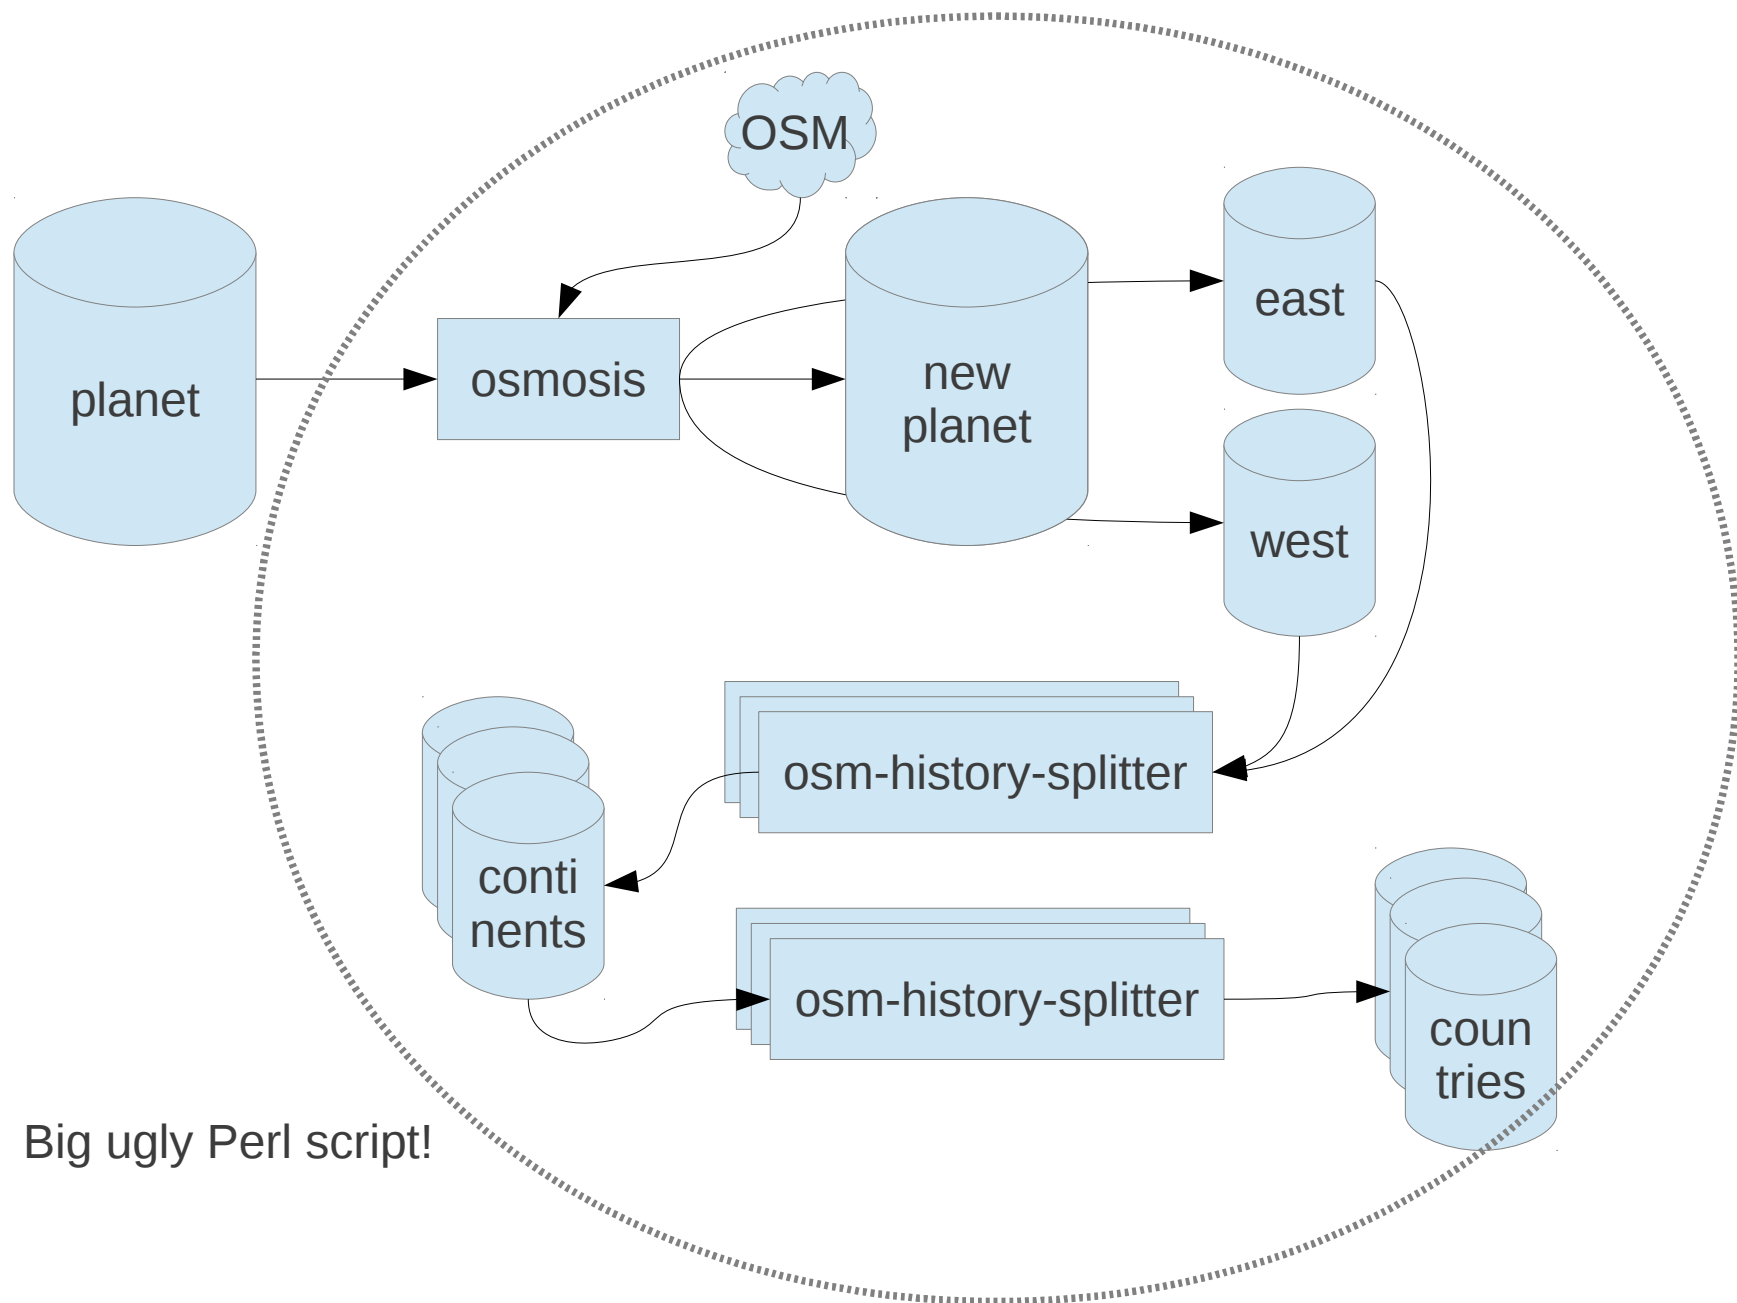 OSM
planet
osmosis
new
planet
east
west
osm-history-splitter
conti
nents
osm-history-splitter
coun
tries
Big ugly Perl script!